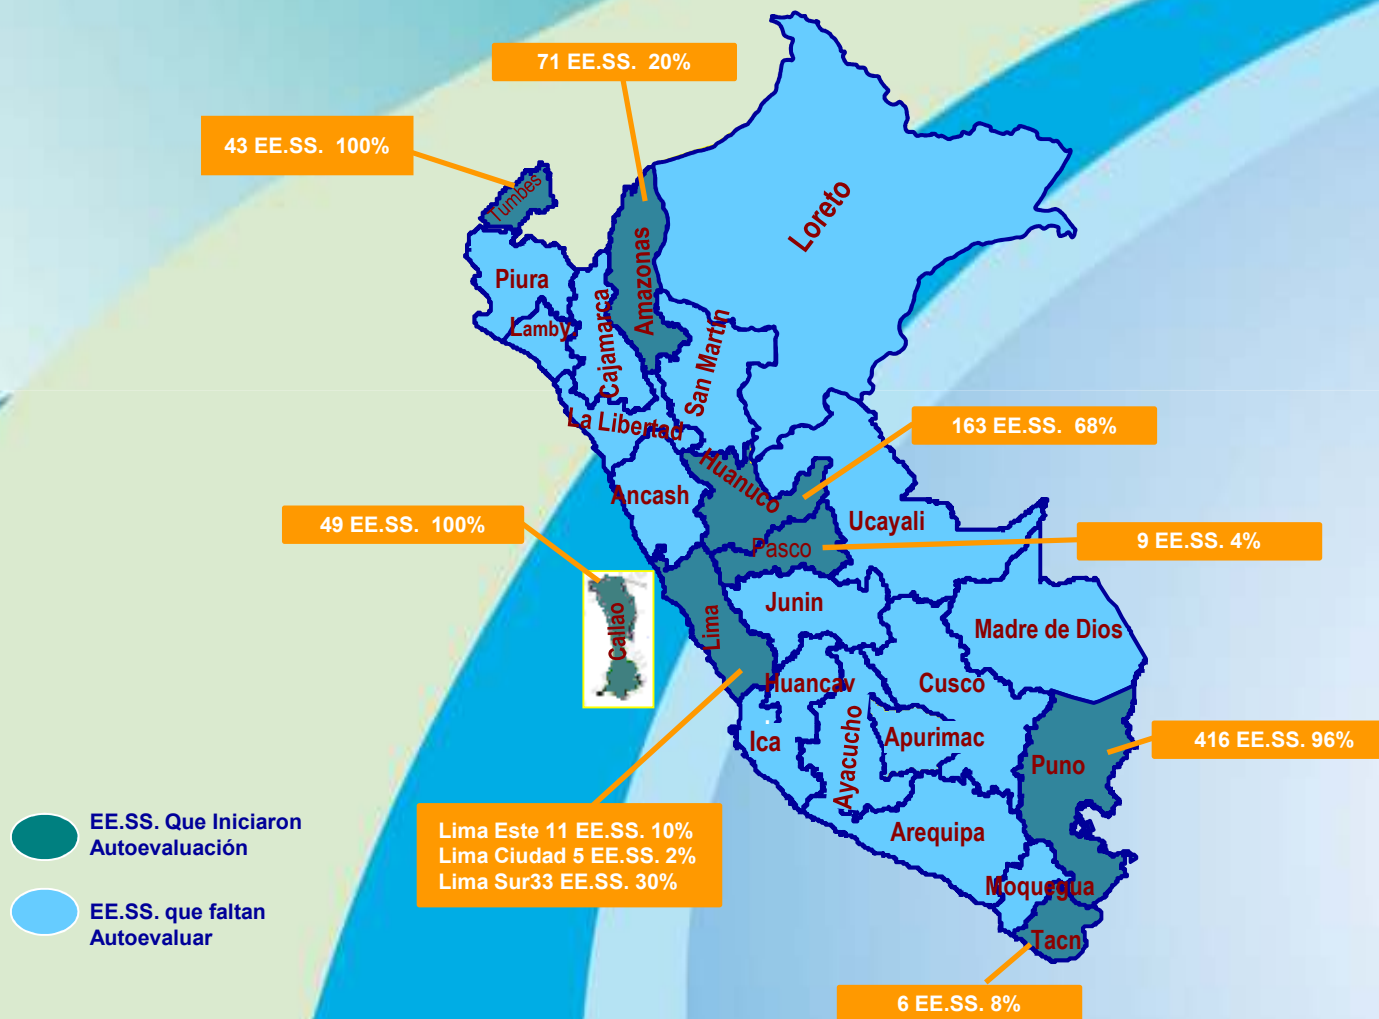 71 EE.SS. 20%
43 EE.SS. 100%
Tumbes
Loreto
Amazonas
Piura
Lamby
Cajamarca
San Martin
La Libertad
163 EE.SS. 68%
Huanuco
Ancash
Ucayali
49 EE.SS. 100%
Pasco
9 EE.SS. 4%
Callao
Lima
Junin
Madre de Dios
Huancav
Cusco
Ica
Ayacucho
Apurimac
Puno
416 EE.SS. 96%
EE.SS. Que Iniciaron
Autoevaluación
Lima Este 11 EE.SS. 10%
Lima Ciudad 5 EE.SS. 2%
Lima Sur33 EE.SS. 30%
Arequipa
Moquegua
EE.SS. que faltan
Autoevaluar
Tacn
6 EE.SS. 8%